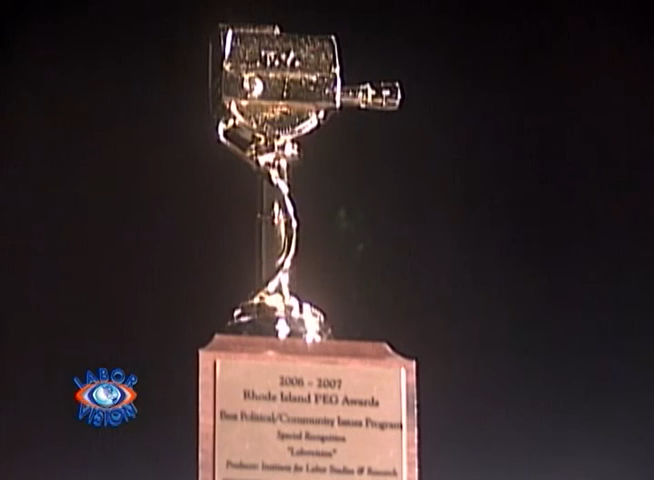 2006 - 2007
Rhode Island PEG Awards
Best Political/Community Issues Program
Special Recognition
"Laborvision"
Producer: Institute for Labor Studies & Research
LABOR
VISION